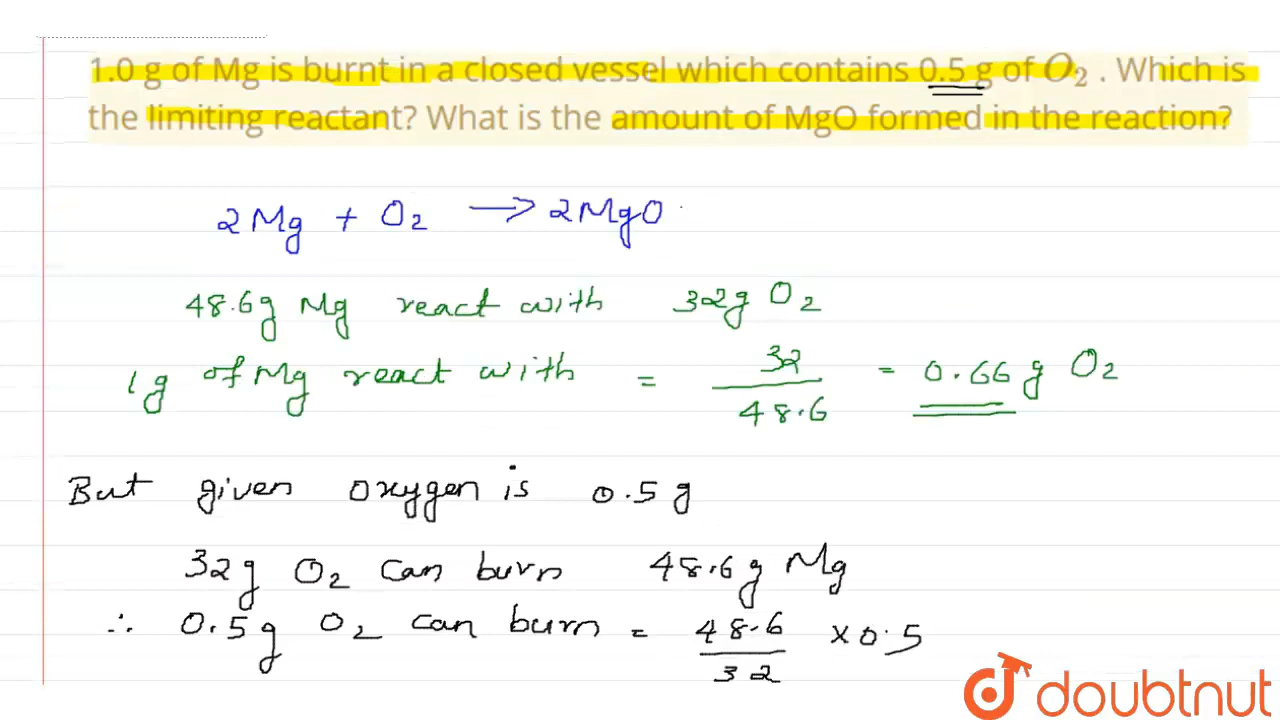 1.0 g of Mg is burnt in a closed vessel which contains 0.5 g of O₂ . Which is
the limiting reactant? What is the amount of MgO formed in the reaction?
2Mg + O₂ → 2MgO
48.6g Mg react with 32g O₂
1g of Mg react with = 32/48.6 = 0.66 g O₂
But given oxygen is 0.5 g
32g O₂ can burn 48.6g Mg
∴ 0.5g O₂ can burn = 48.6/32 × 0.5
doubtnut